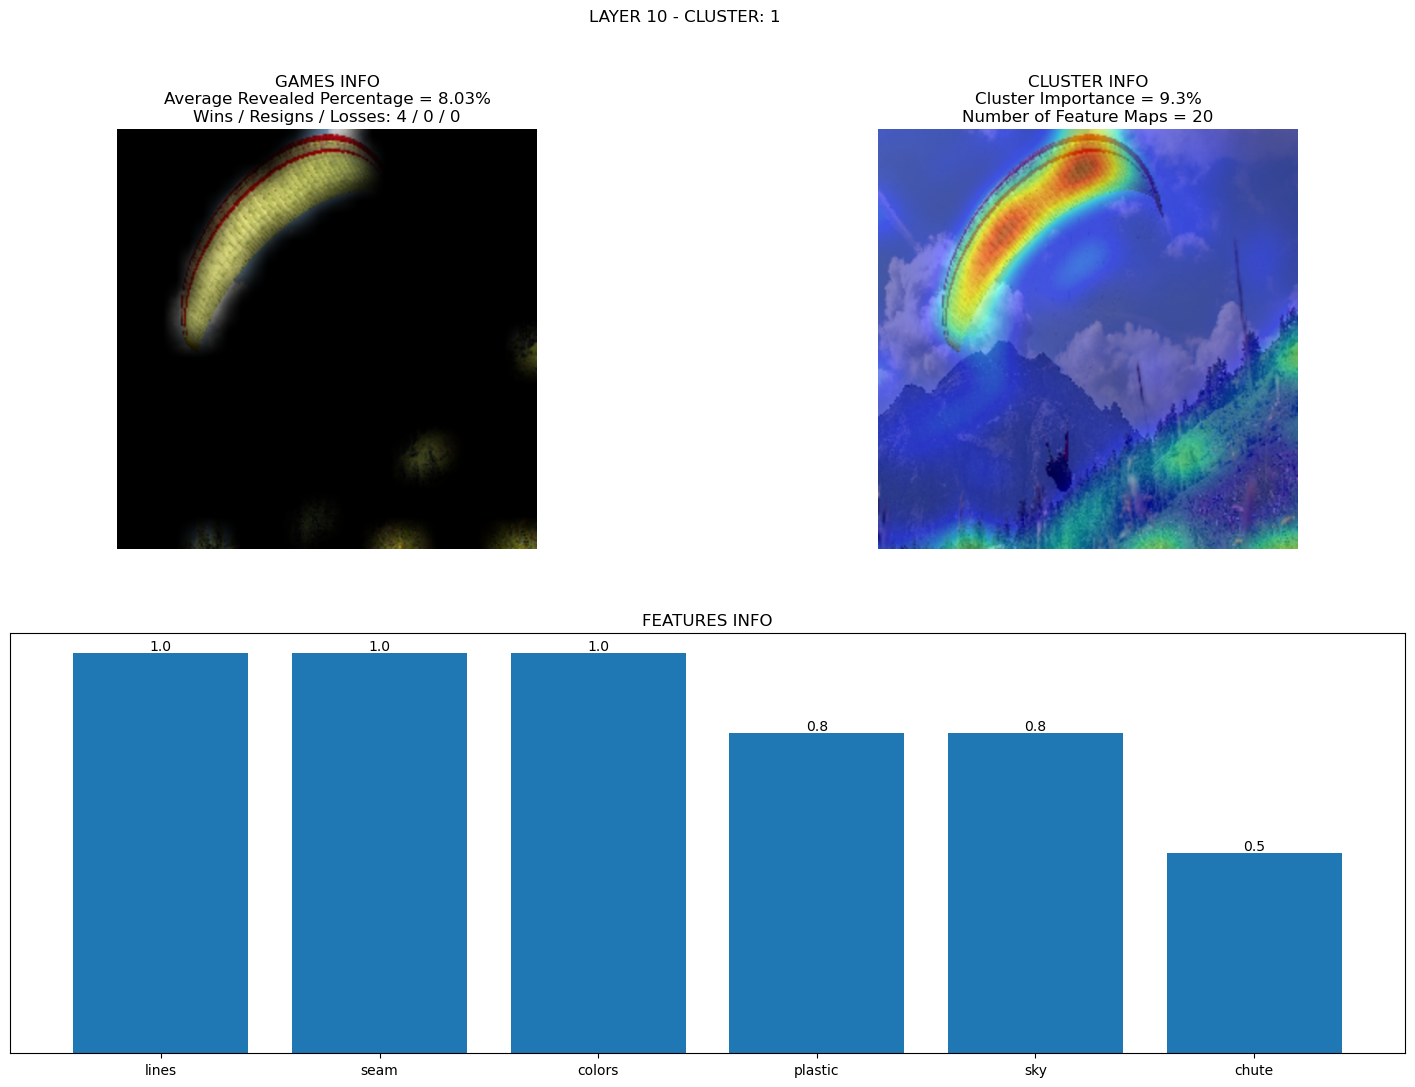 LAYER 10 - CLUSTER: 1
GAMES INFO
Average Revealed Percentage = 8.03%
Wins / Resigns / Losses: 4 / 0 / 0
CLUSTER INFO
Cluster Importance = 9.3%
Number of Feature Maps = 20
FEATURES INFO
1.0 1.0 1.0 0.8 0.8 0.5
lines seam colors plastic sky chute